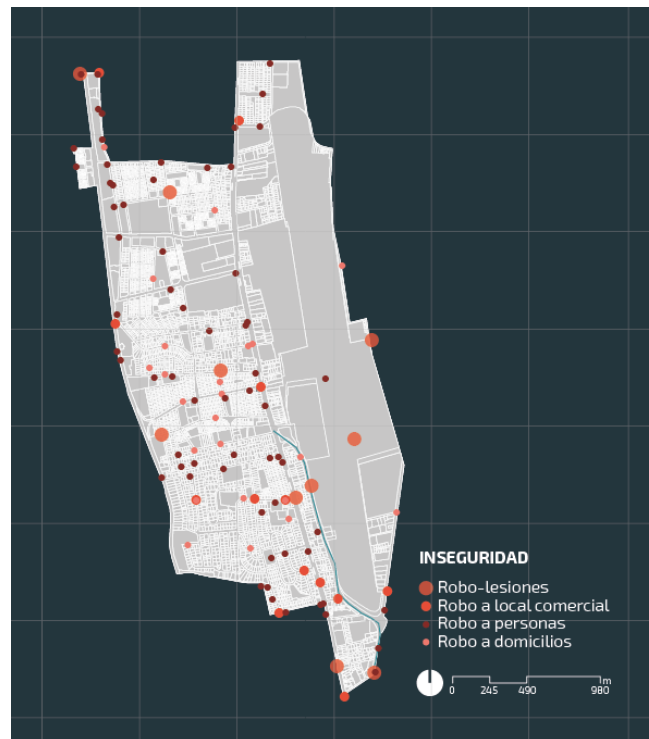 INSEGURIDAD
Robo-lesiones
Robo a local comercial
Robo a personas
Robo a domicilios
m
0 245 490 980